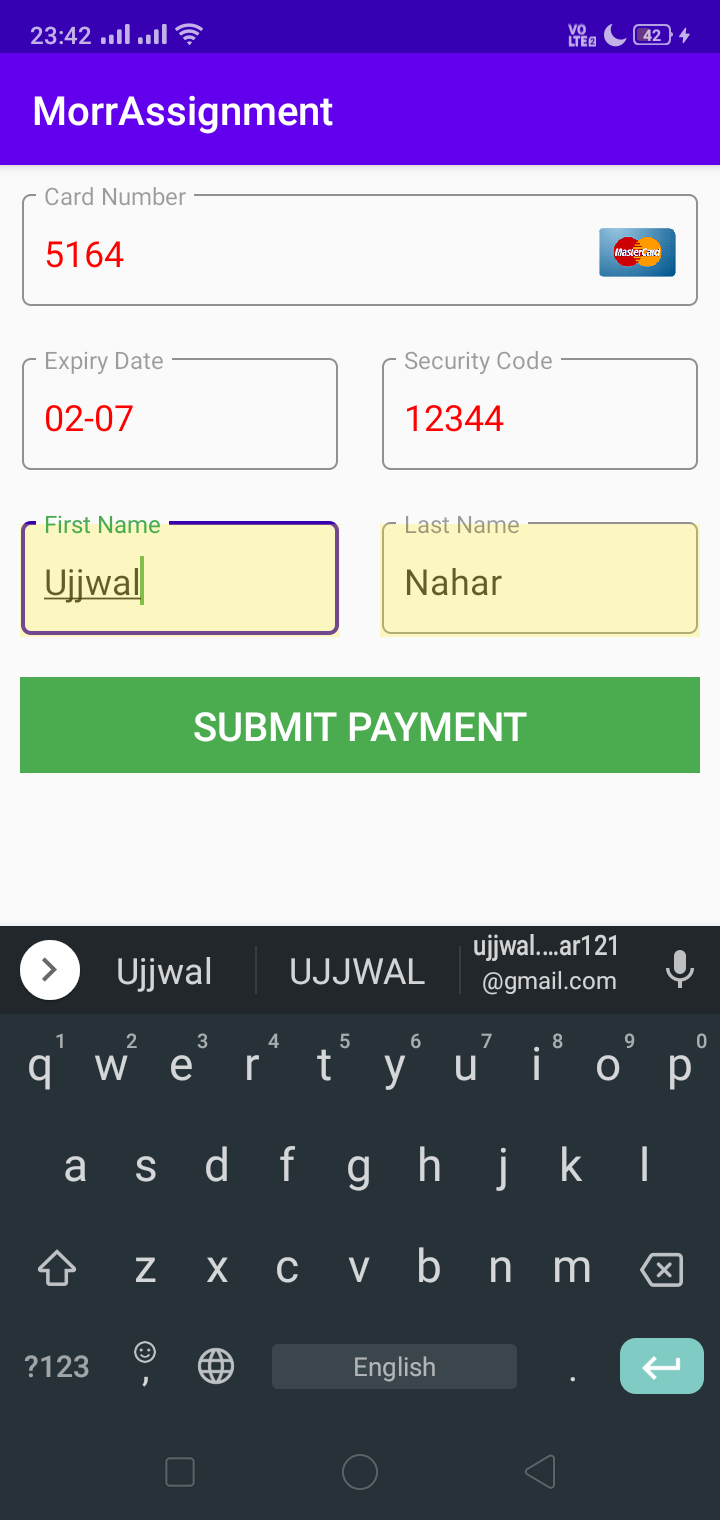 23:42 VO LTE2 42
MorrAssignment
Card Number
5164 MasterCard
Expiry Date Security Code
02-07 12344
First Name Last Name
Ujjwal Nahar
SUBMIT PAYMENT
Ujjwal UJJWAL ujjwal....ar121
@gmail.com
1 2 3 4 5 6 7 8 9 0
q w e r t y u i o p
a s d f g h j k l
z x c v b n m
?123 , English .